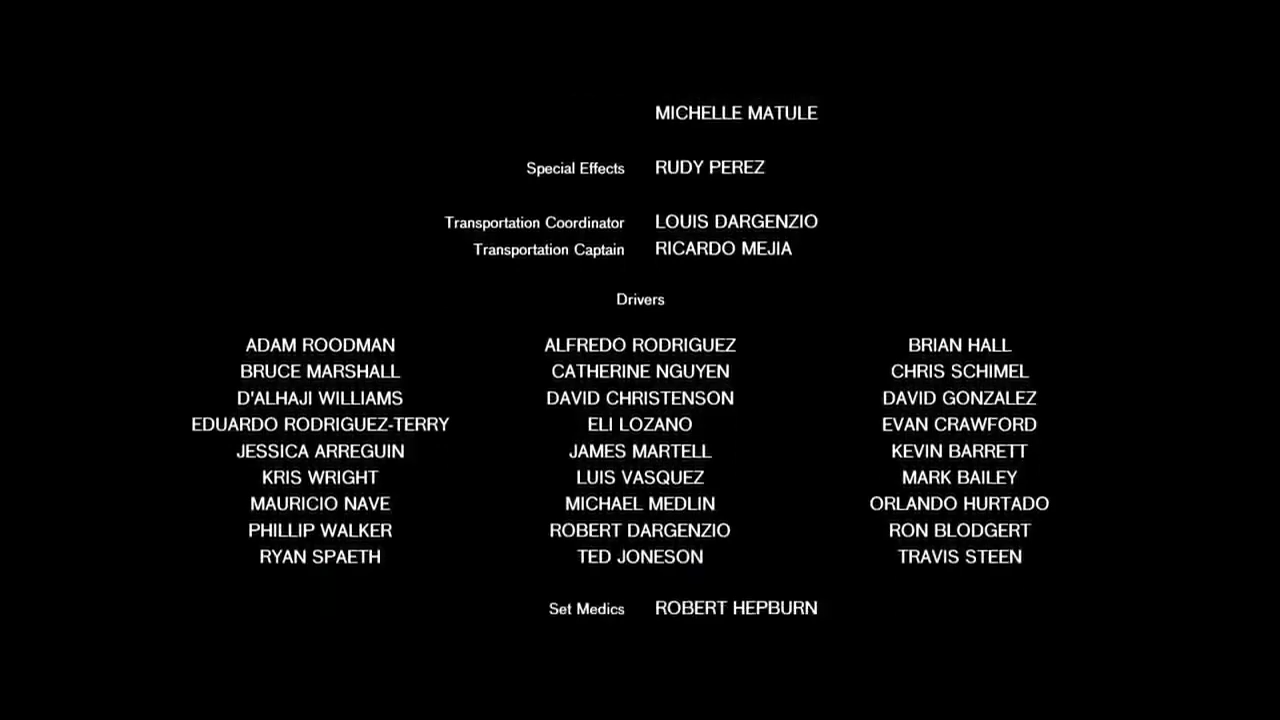 MICHELLE MATULE
Special Effects RUDY PEREZ
Transportation Coordinator LOUIS DARGENZIO
Transportation Captain RICARDO MEJIA
Drivers
ADAM ROODMAN ALFREDO RODRIGUEZ BRIAN HALL
BRUCE MARSHALL CATHERINE NGUYEN CHRIS SCHIMEL
D'ALHAJI WILLIAMS DAVID CHRISTENSON DAVID GONZALEZ
EDUARDO RODRIGUEZ-TERRY ELI LOZANO EVAN CRAWFORD
JESSICA ARREGUIN JAMES MARTELL KEVIN BARRETT
KRIS WRIGHT LUIS VASQUEZ MARK BAILEY
MAURICIO NAVE MICHAEL MEDLIN ORLANDO HURTADO
PHILLIP WALKER ROBERT DARGENZIO RON BLODGERT
RYAN SPAETH TED JONESON TRAVIS STEEN
Set Medics ROBERT HEPBURN